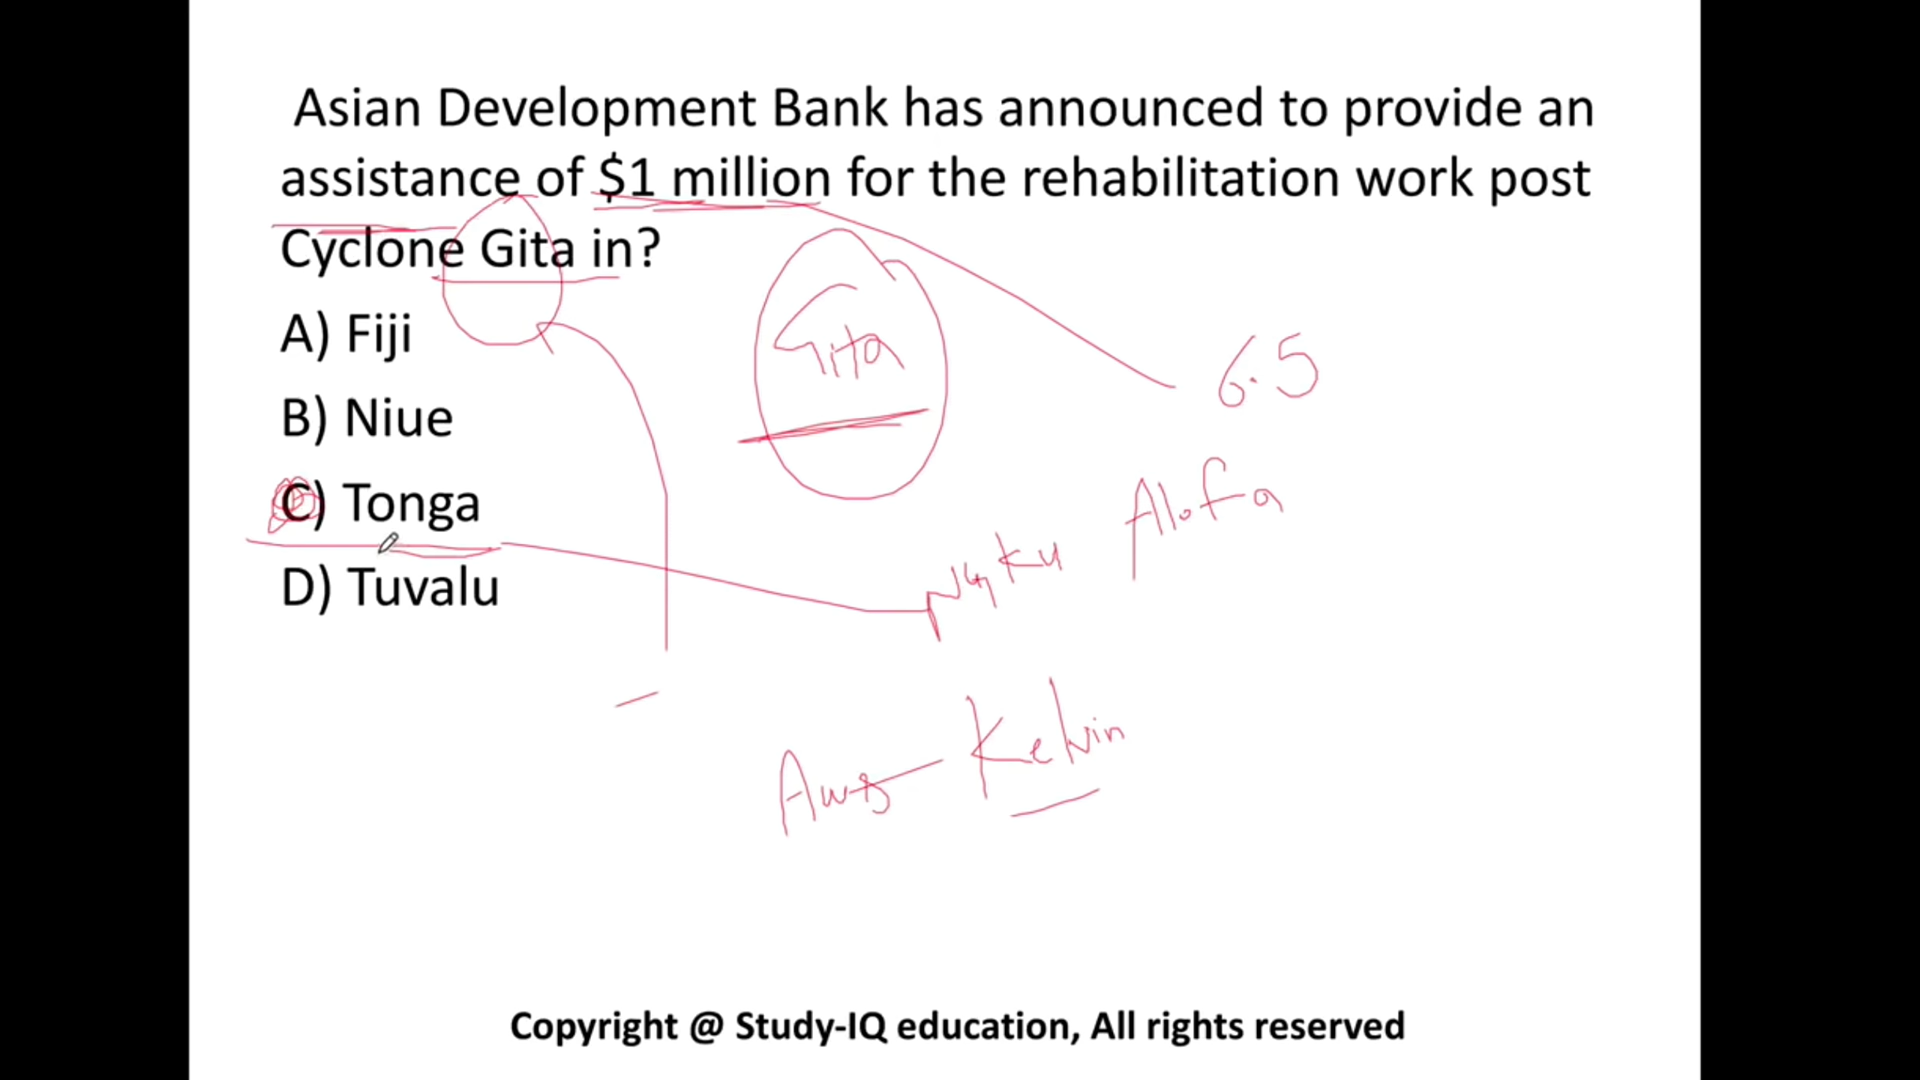 Asian Development Bank has announced to provide an
assistance of $1 million for the rehabilitation work post
Cyclone Gita in?
A) Fiji
B) Niue
C) Tonga
D) Tuvalu
Gita
6.5
Alofa
Kelvin
Copyright @ Study-IQ education, All rights reserved